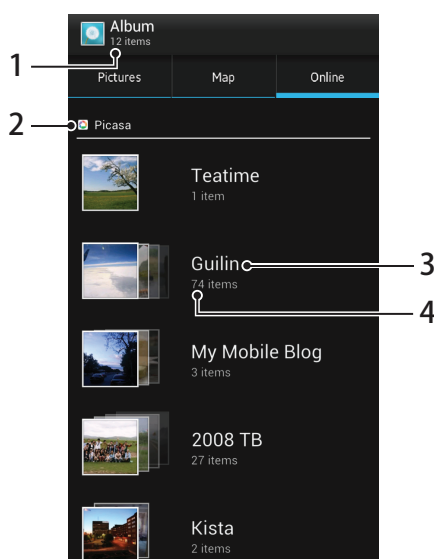 Album
12 items
1
Pictures Map Online
2
Picasa
Teatime
1 item
Guilin
3
74 items
4
My Mobile Blog
3 items
2008 TB
27 items
Kista
2 items